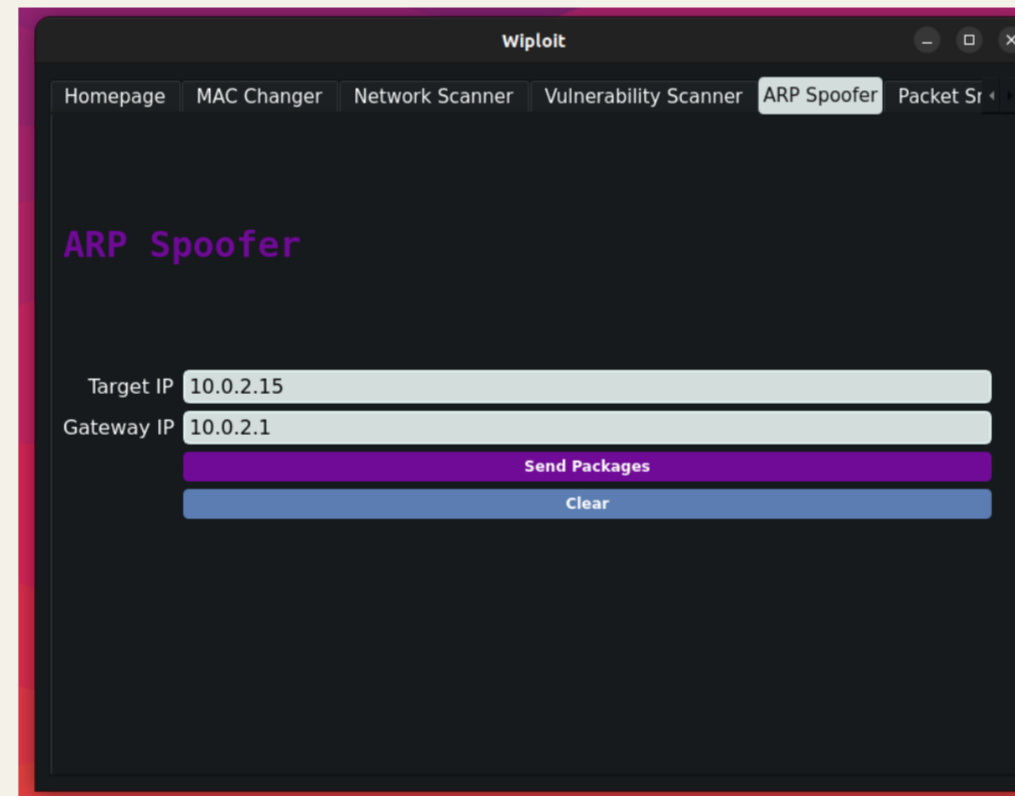 Wiploit
Homepage MAC Changer Network Scanner Vulnerability Scanner ARP Spoofer Packet
ARP Spoofer
Target IP 10.0.2.15
Gateway IP 10.0.2.1
Send Packages
Clear